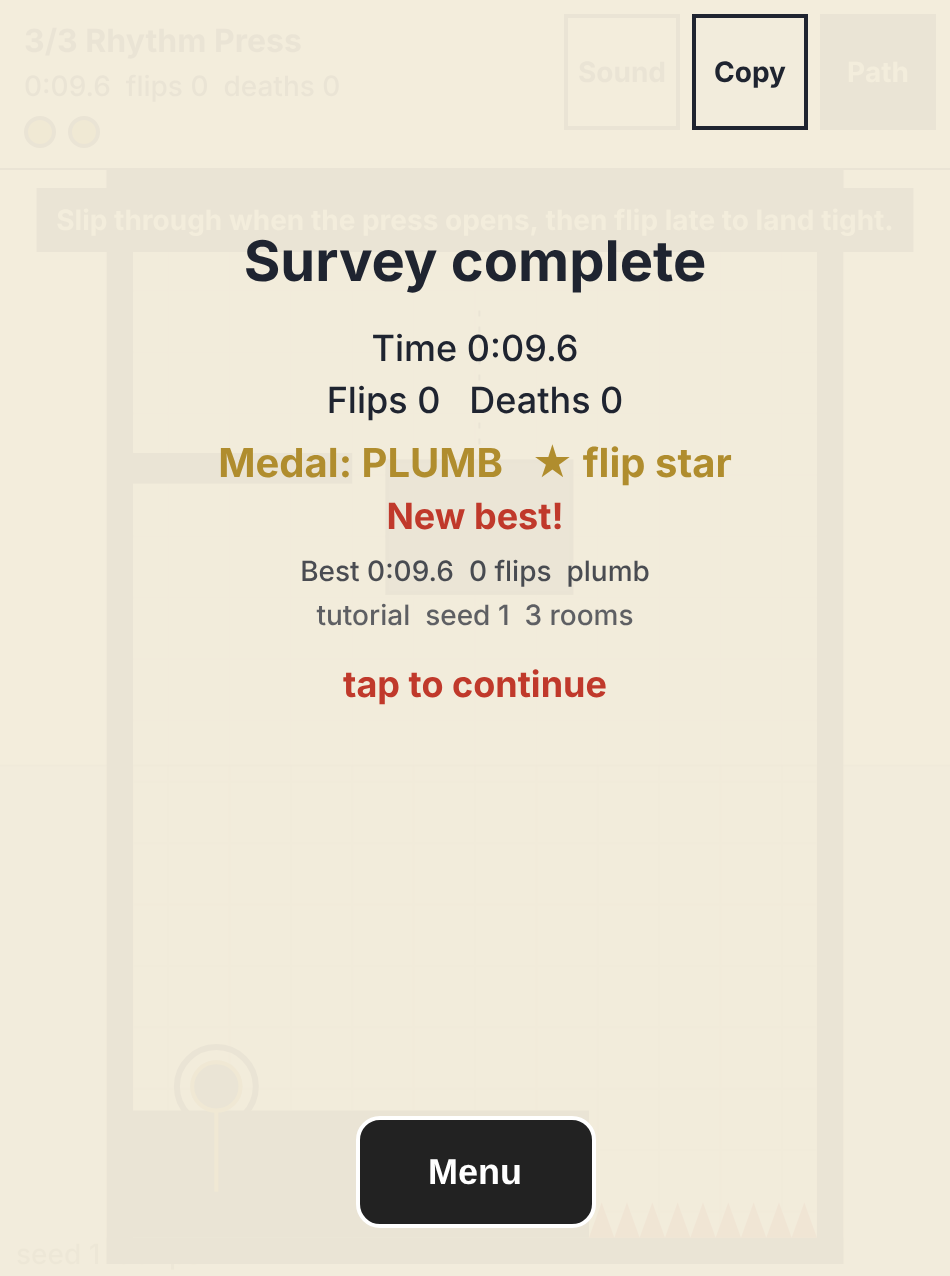 3/3 Rhythm Press
0:09.6 flips 0 deaths 0
Sound
Copy
Path
Slip through when the press opens, then flip late to land tight.
Survey complete
Time 0:09.6
Flips 0 Deaths 0
Medal: PLUMB ★ flip star
New best!
Best 0:09.6 0 flips plumb
tutorial seed 1 3 rooms
tap to continue
Menu
seed 1